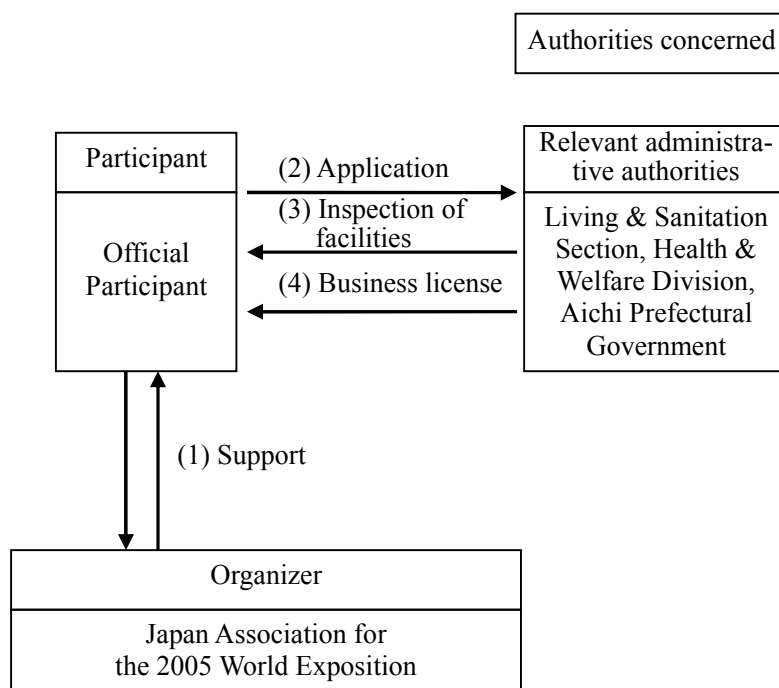 Authorities concerned
Participant
Official
Participant
(2) Application
(3) Inspection of
facilities
(4) Business license
Relevant administra-
tive authorities
Living & Sanitation
Section, Health &
Welfare Division,
Aichi Prefectural
Government
(1) Support
Organizer
Japan Association for
the 2005 World Exposition